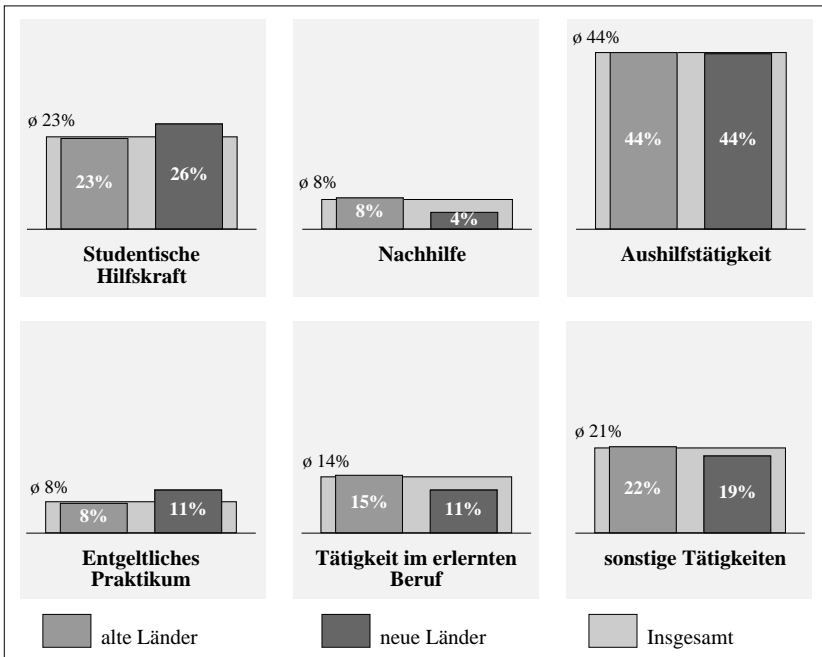 ø 23%
23%
26%
Studentische
Hilfskraft
ø 8%
8%
4%
Nachhilfe
ø 44%
44%
44%
Aushilfstätigkeit
ø 8%
8%
11%
Entgeltliches
Praktikum
ø 14%
15%
11%
Tätigkeit im erlernten
Beruf
ø 21%
22%
19%
sonstige Tätigkeiten
alte Länder
neue Länder
Insgesamt